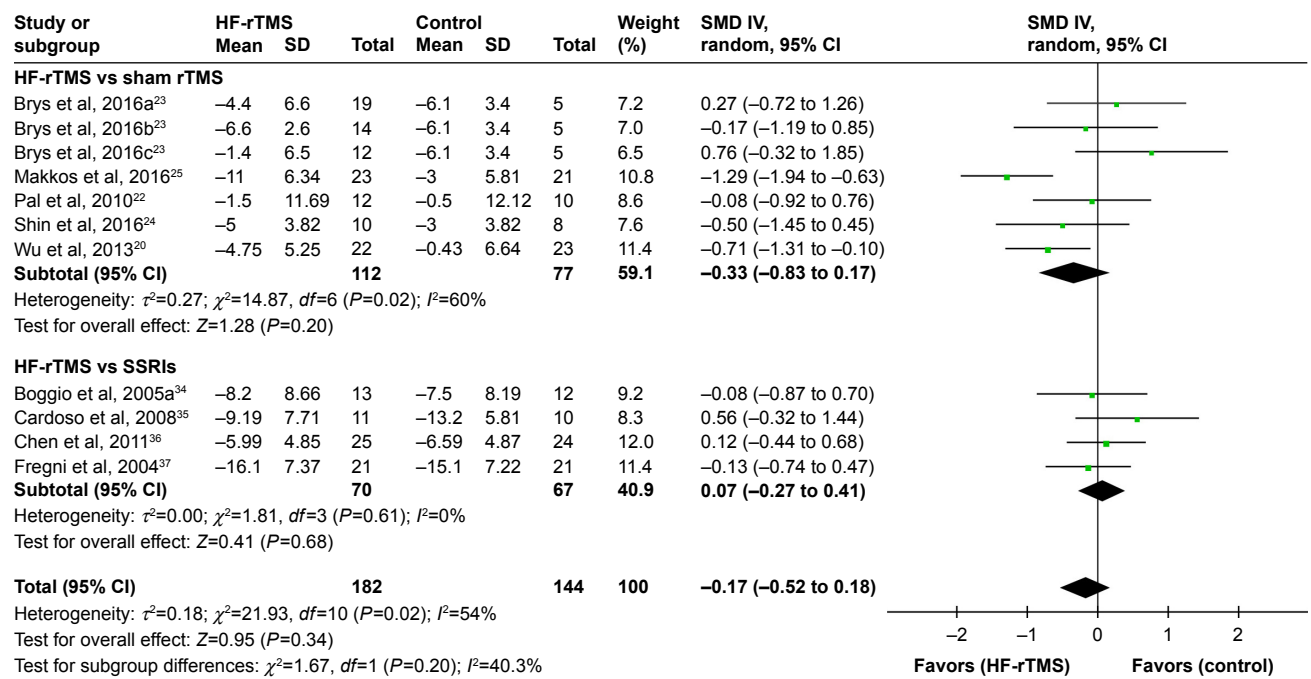 Study or subgroup HF-rTMS Control Weight (%) SMD IV, random, 95% CI SMD IV, random, 95% CI
Mean SD Total Mean SD Total
HF-rTMS vs sham rTMS
Brys et al, 2016a²³ –4.4 6.6 19 –6.1 3.4 5 7.2 0.27 (–0.72 to 1.26)
Brys et al, 2016b²³ –6.6 2.6 14 –6.1 3.4 5 7.0 –0.17 (–1.19 to 0.85)
Brys et al, 2016c²³ –1.4 6.5 12 –6.1 3.4 5 6.5 0.76 (–0.32 to 1.85)
Makkos et al, 2016²⁵ –11 6.34 23 –3 5.81 21 10.8 –1.29 (–1.94 to –0.63)
Pal et al, 2010²² –1.5 11.69 12 –0.5 12.12 10 8.6 –0.08 (–0.92 to 0.76)
Shin et al, 2016²⁴ –5 3.82 10 –3 3.82 8 7.6 –0.50 (–1.45 to 0.45)
Wu et al, 2013²⁰ –4.75 5.25 22 –0.43 6.64 23 11.4 –0.71 (–1.31 to –0.10)
Subtotal (95% CI) 112 77 59.1 –0.33 (–0.83 to 0.17)
Heterogeneity: τ²=0.27; χ²=14.87, df=6 (P=0.02); I²=60%
Test for overall effect: Z=1.28 (P=0.20)
HF-rTMS vs SSRIs
Boggio et al, 2005a³⁴ –8.2 8.66 13 –7.5 8.19 12 9.2 –0.08 (–0.87 to 0.70)
Cardoso et al, 2008³⁵ –9.19 7.71 11 –13.2 5.81 10 8.3 0.56 (–0.32 to 1.44)
Chen et al, 2011³⁶ –5.99 4.85 25 –6.59 4.87 24 12.0 0.12 (–0.44 to 0.68)
Fregni et al, 2004³⁷ –16.1 7.37 21 –15.1 7.22 21 11.4 –0.13 (–0.74 to 0.47)
Subtotal (95% CI) 70 67 40.9 0.07 (–0.27 to 0.41)
Heterogeneity: τ²=0.00; χ²=1.81, df=3 (P=0.61); I²=0%
Test for overall effect: Z=0.41 (P=0.68)
Total (95% CI) 182 144 100 –0.17 (–0.52 to 0.18)
Heterogeneity: τ²=0.18; χ²=21.93, df=10 (P=0.02); I²=54%
Test for overall effect: Z=0.95 (P=0.34)
Test for subgroup differences: χ²=1.67, df=1 (P=0.20); I²=40.3%
–2 –1 0 1 2
Favors (HF-rTMS) Favors (control)